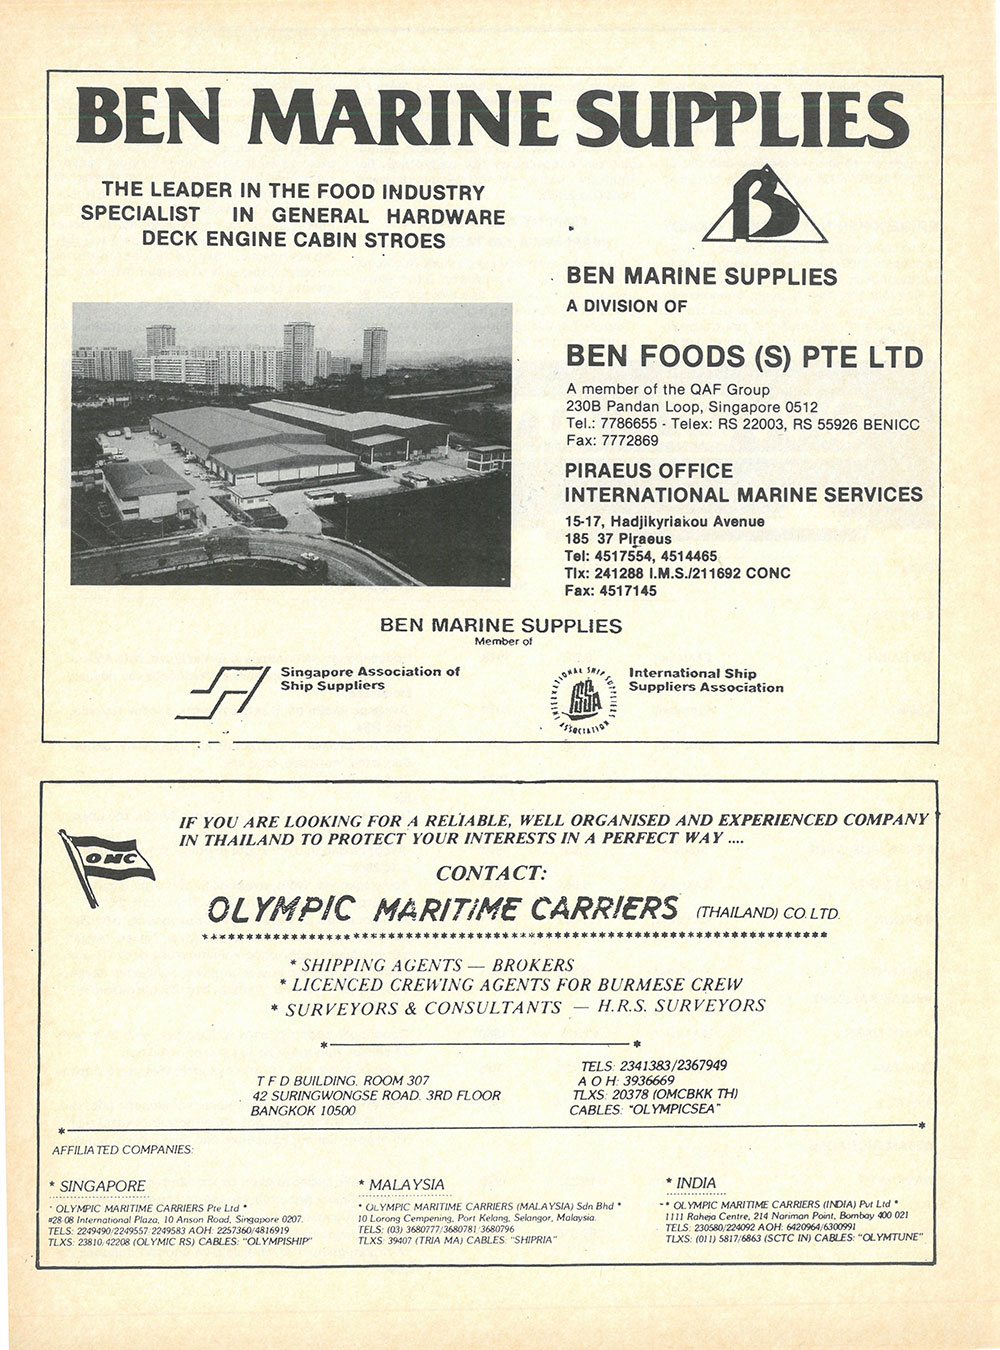 BEN MARINE SUPPLIES
THE LEADER IN THE FOOD INDUSTRY
SPECIALIST IN GENERAL HARDWARE
DECK ENGINE CABIN STROES
B
BEN MARINE SUPPLIES
A DIVISION OF
BEN FOODS (S) PTE LTD
A member of the QAF Group
230B Pandan Loop, Singapore 0512
Tel.: 7786655 - Telex: RS 22003, RS 55926 BENICC
Fax: 7772869
PIRAEUS OFFICE
INTERNATIONAL MARINE SERVICES
15-17, Hadjikyriakou Avenue
185 37 Piraeus
Tel: 4517554, 4514465
Tlx: 241288 I.M.S./211692 CONC
Fax: 4517145
BEN MARINE SUPPLIES
Member of
Singapore Association of
Ship Suppliers
INTERNATIONAL SHIP SUPPLIERS ASSOCIATION
ISSA
International Ship
Suppliers Association
OMC
IF YOU ARE LOOKING FOR A RELIABLE, WELL ORGANISED AND EXPERIENCED COMPANY
IN THAILAND TO PROTECT YOUR INTERESTS IN A PERFECT WAY ....
CONTACT:
OLYMPIC MARITIME CARRIERS (THAILAND) CO. LTD.
* SHIPPING AGENTS — BROKERS
* LICENCED CREWING AGENTS FOR BURMESE CREW
* SURVEYORS & CONSULTANTS — H.R.S. SURVEYORS
T F D BUILDING, ROOM 307
42 SURINGWONGSE ROAD, 3RD FLOOR
BANGKOK 10500
TELS: 2341383/2367949
A O H: 3936669
TLXS: 20378 (OMCBKK TH)
CABLES: "OLYMPICSEA"
AFFILIATED COMPANIES:
* SINGAPORE
* OLYMPIC MARITIME CARRIERS Pte Ltd *
#28-08 International Plaza, 10 Anson Road, Singapore 0207.
TELS: 2249490/2249557/2249583 AOH: 2257360/4816919
TLXS: 23810/42208 (OLYMIC RS) CABLES: "OLYMPISHIP"
* MALAYSIA
* OLYMPIC MARITIME CARRIERS (MALAYSIA) Sdn Bhd *
10 Lorong Cempening, Port Kelang, Selangor, Malaysia.
TELS: (03) 3680777/3680781/3680796
TLXS: 39407 (TRIA MA) CABLES: "SHIPRIA"
* INDIA
* OLYMPIC MARITIME CARRIERS (INDIA) Pvt Ltd *
1111 Raheja Centre, 214 Nariman Point, Bombay 400 021
TELS: 230580/224092 AOH: 6420964/6300991
TLXS: (011) 5817/6863 (SCTC IN) CABLES: "OLYMTUNE"